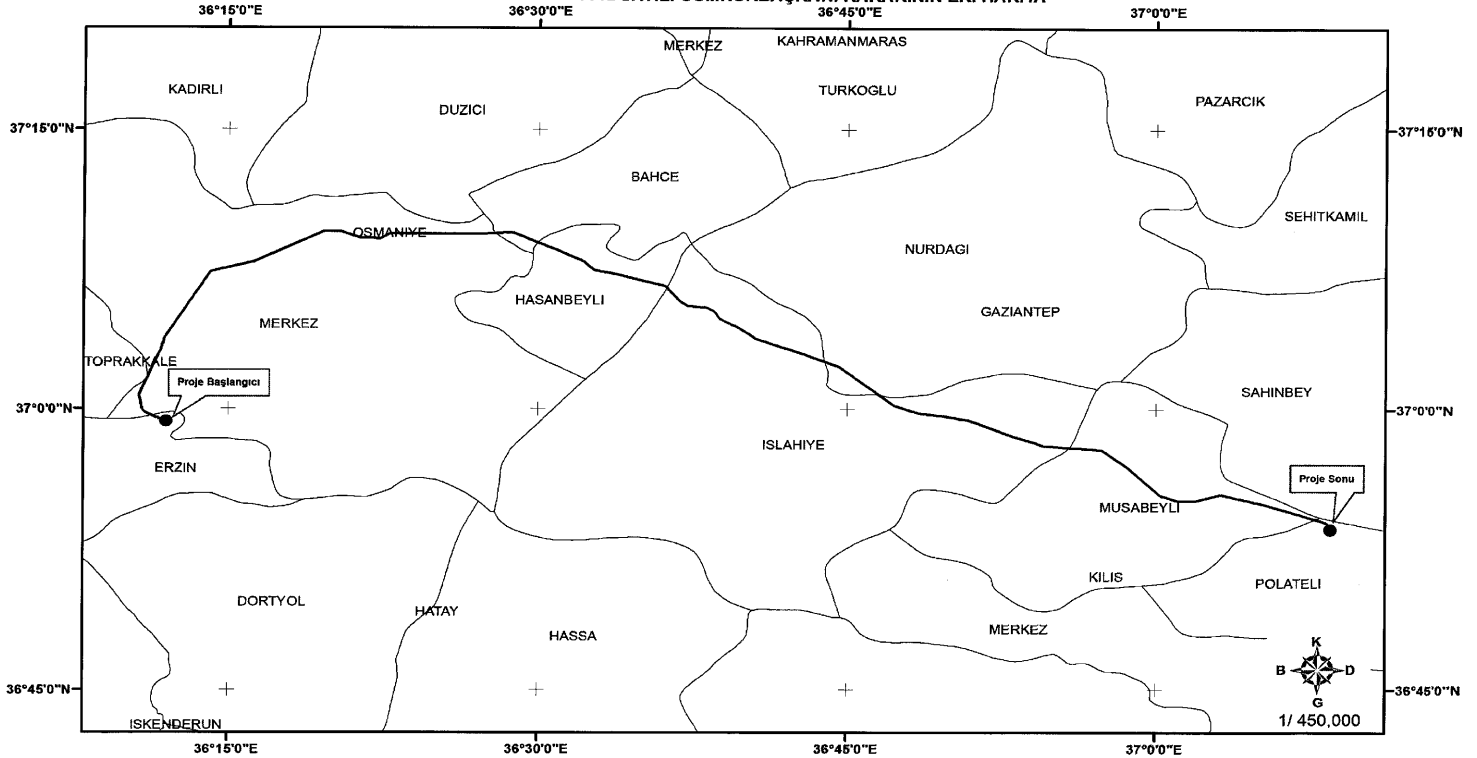 36°15'0"E 36°30'0"E 36°45'0"E 37°0'0"E
MERKEZ KAHRAMANMARAS
KADIRLI DUZICI TURKOGLU PAZARCIK
37°15'0"N 37°15'0"N
BAHCE
SEHITKAMIL
OSMANIYE
NURDAGI
HASANBEYLI
GAZIANTEP
MERKEZ
TOPRAKKALE
Proje Başlangıcı
SAHINBEY
37°0'0"N 37°0'0"N
ISLAHIYE
ERZIN
Proje Sonu
MUSABEYLI
KILIS
POLATELI
DORTYOL
HATAY
MERKEZ
HASSA
K
B D
G
36°45'0"N 36°45'0"N
1/ 450,000
ISKENDERUN
36°15'0"E 36°30'0"E 36°45'0"E 37°0'0"E